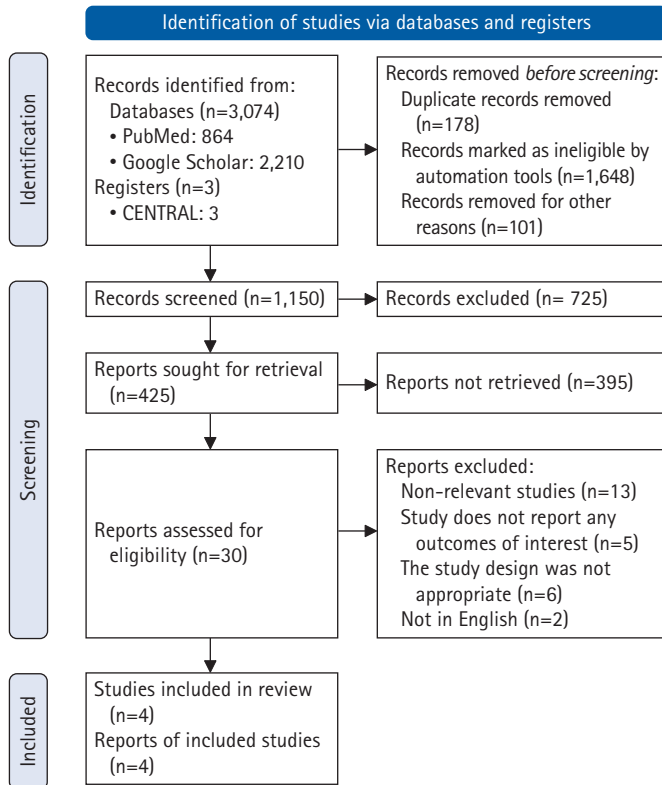 Identification of studies via databases and registers
Identification
Records identified from:
Databases (n=3,074)
• PubMed: 864
• Google Scholar: 2,210
Registers (n=3)
• CENTRAL: 3
Records removed before screening:
Duplicate records removed
(n=178)
Records marked as ineligible by
automation tools (n=1,648)
Records removed for other
reasons (n=101)
Screening
Records screened (n=1,150)
Records excluded (n= 725)
Reports sought for retrieval
(n=425)
Reports not retrieved (n=395)
Reports assessed for
eligibility (n=30)
Reports excluded:
Non-relevant studies (n=13)
Study does not report any
outcomes of interest (n=5)
The study design was not
appropriate (n=6)
Not in English (n=2)
Included
Studies included in review
(n=4)
Reports of included studies
(n=4)